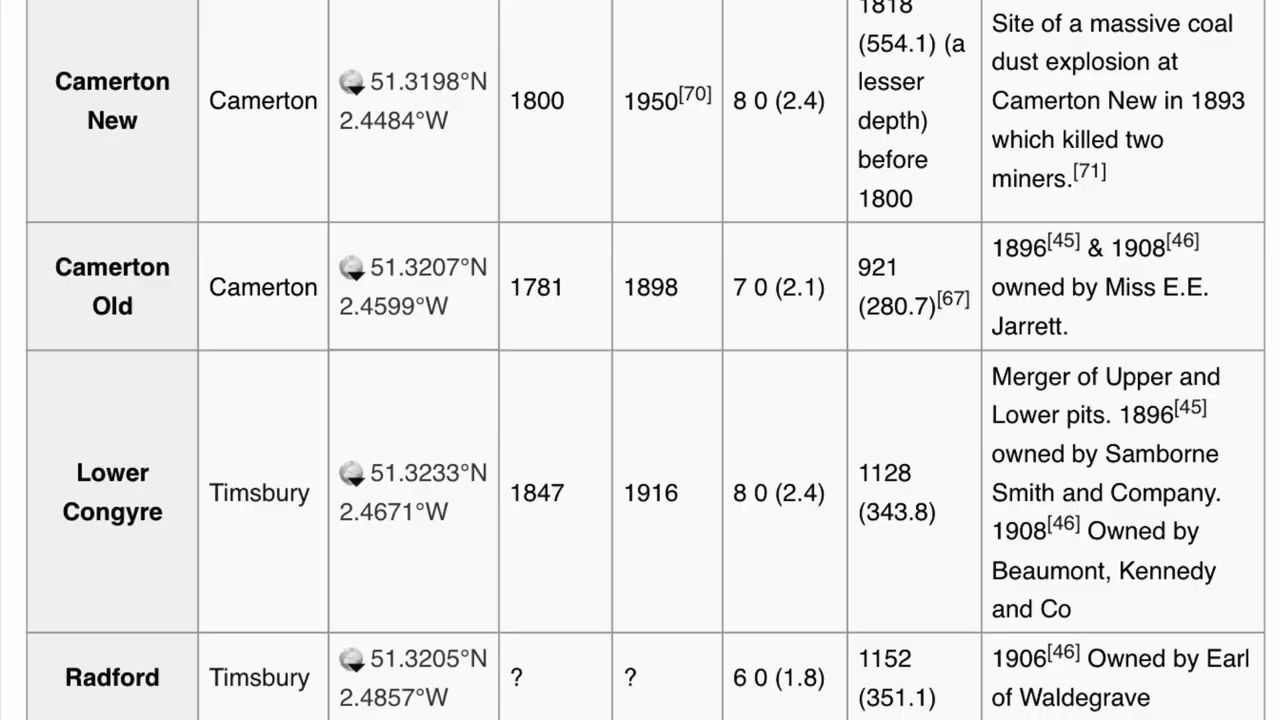 Camerton New
Camerton
51.3198°N 2.4484°W
1800
1950[70]
8 0 (2.4)
1818
(554.1) (a
lesser
depth)
before
1800
Site of a massive coal
dust explosion at
Camerton New in 1893
which killed two
miners.[71]
Camerton Old
Camerton
51.3207°N 2.4599°W
1781
1898
7 0 (2.1)
921
(280.7)[67]
1896[45] & 1908[46]
owned by Miss E.E.
Jarrett.
Lower Congyre
Timsbury
51.3233°N 2.4671°W
1847
1916
8 0 (2.4)
1128
(343.8)
Merger of Upper and
Lower pits. 1896[45]
owned by Samborne
Smith and Company.
1908[46] Owned by
Beaumont, Kennedy
and Co
Radford
Timsbury
51.3205°N 2.4857°W
?
?
6 0 (1.8)
1152
(351.1)
1906[46] Owned by Earl
of Waldegrave